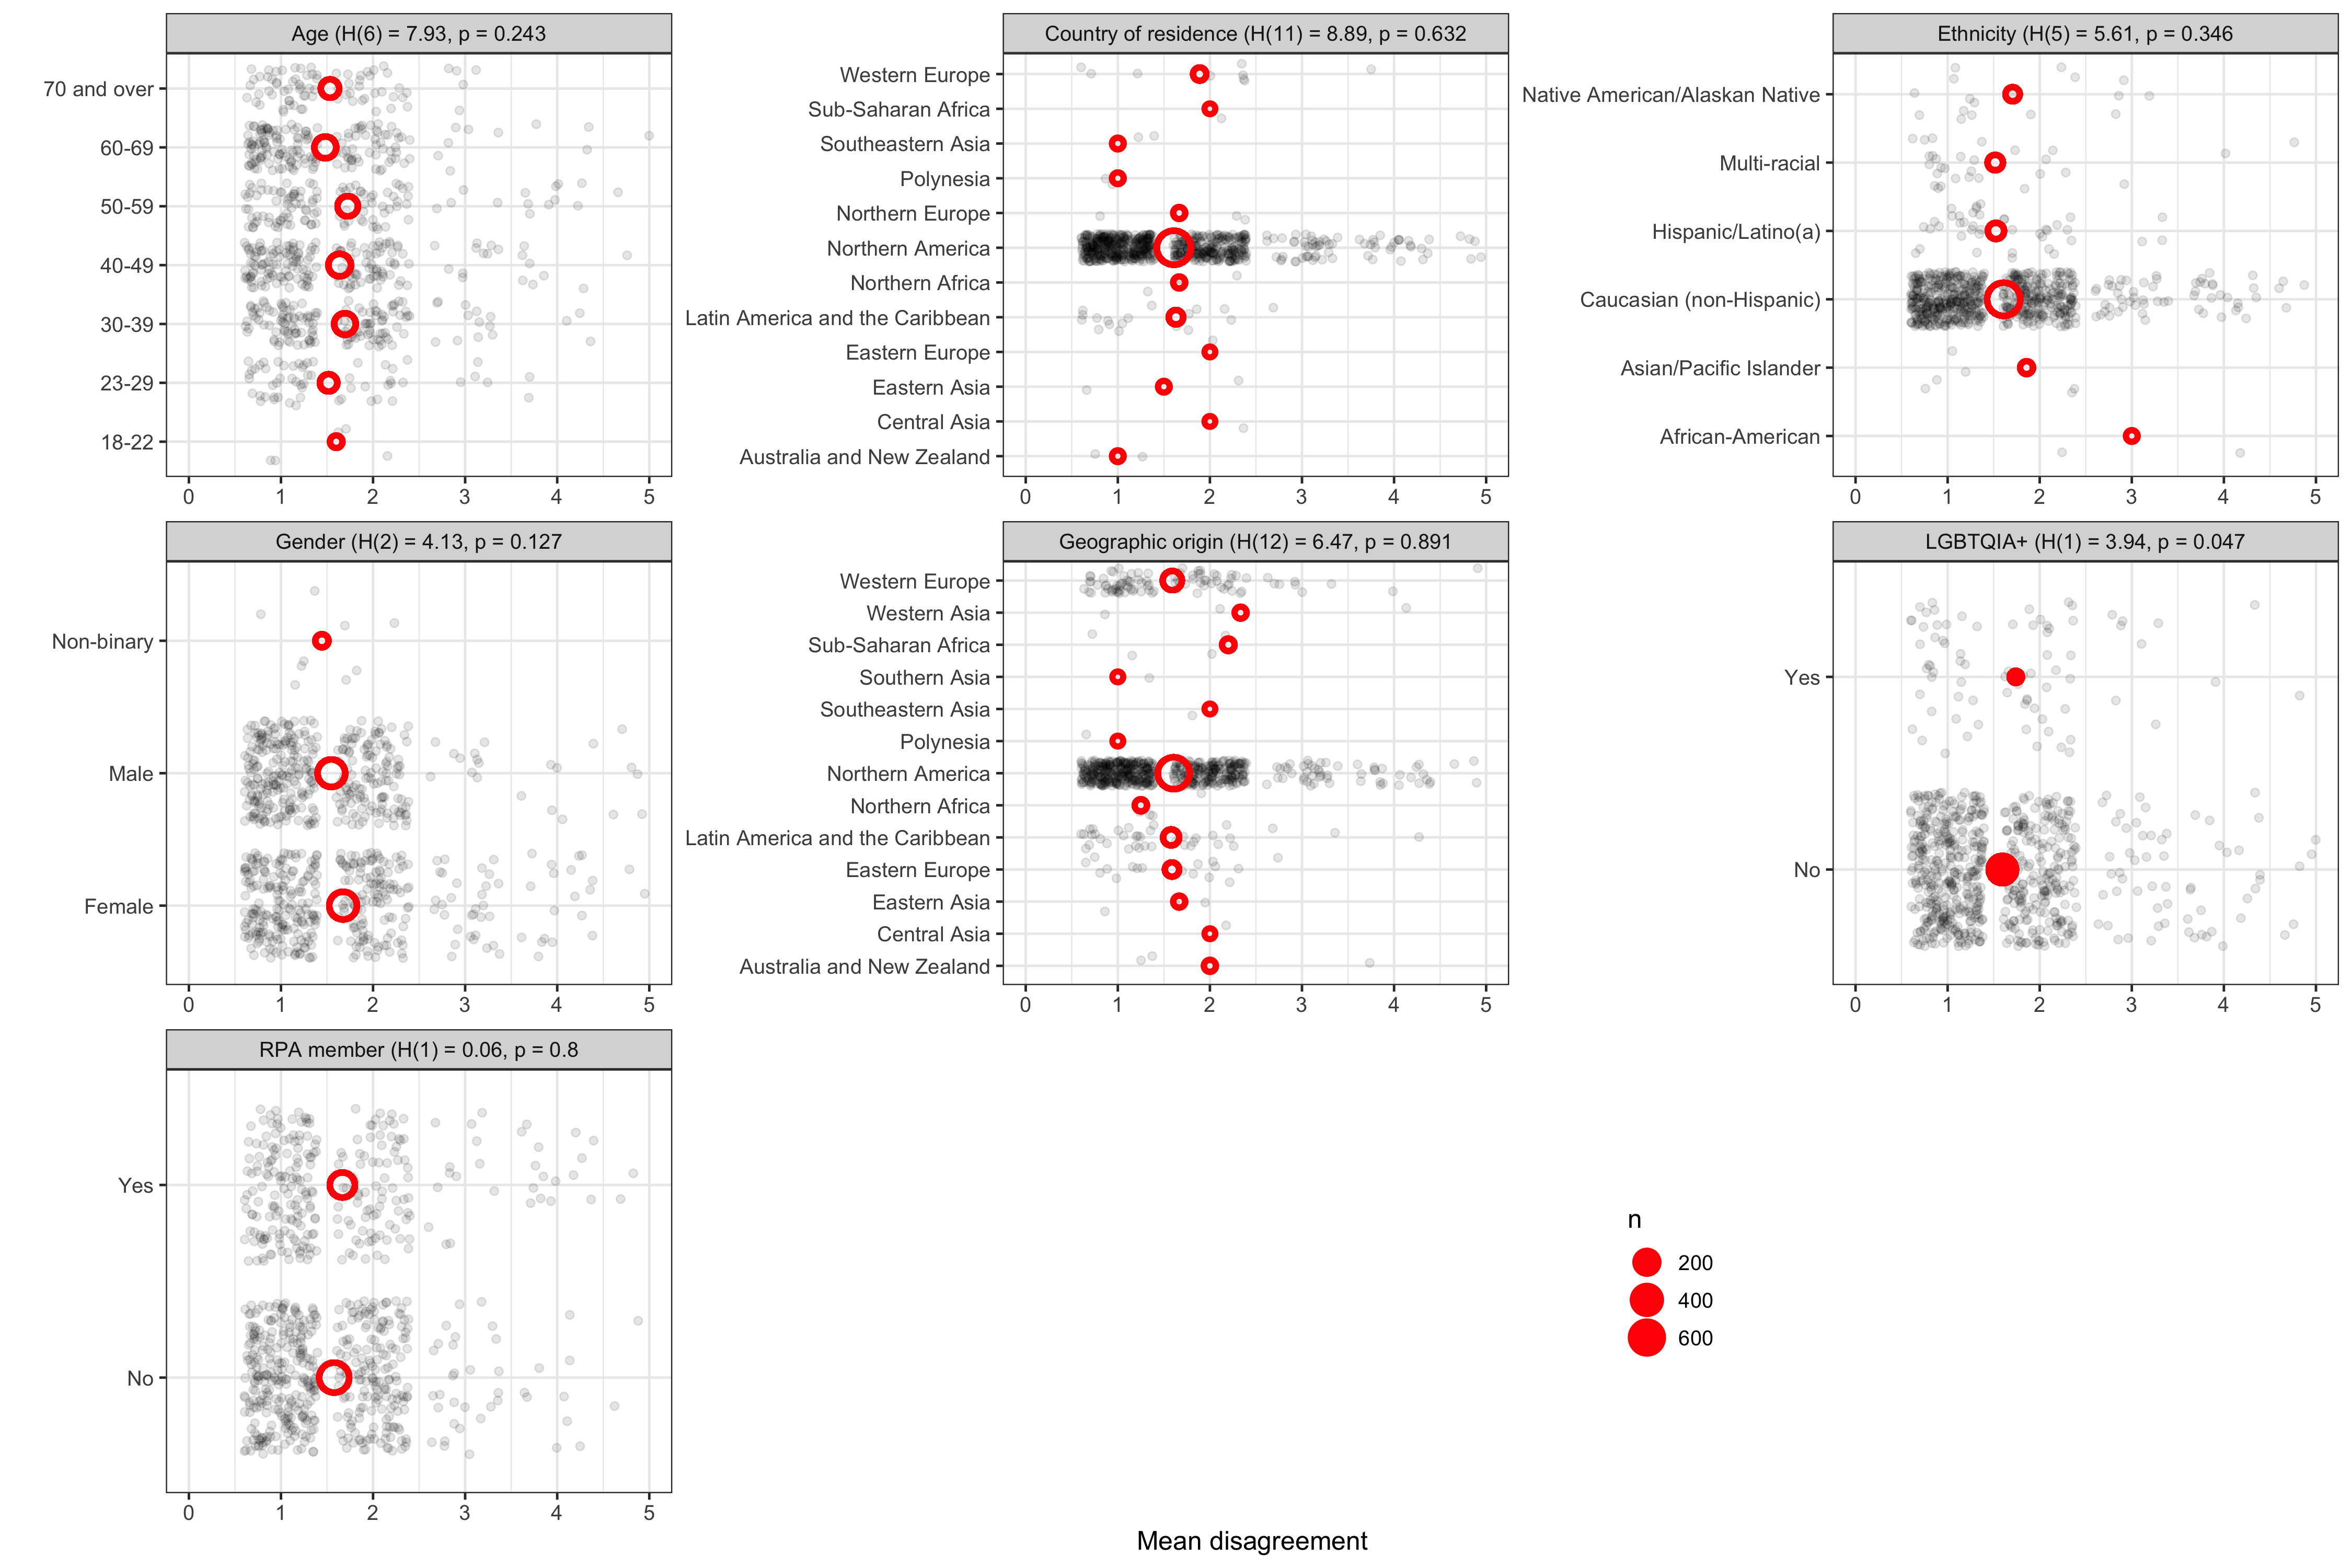 Age (H(6) = 7.93, p = 0.243
70 and over
60-69
50-59
40-49
30-39
23-29
18-22
0 1 2 3 4 5
Country of residence (H(11) = 8.89, p = 0.632
Western Europe
Sub-Saharan Africa
Southeastern Asia
Polynesia
Northern Europe
Northern America
Northern Africa
Latin America and the Caribbean
Eastern Europe
Eastern Asia
Central Asia
Australia and New Zealand
0 1 2 3 4 5
Ethnicity (H(5) = 5.61, p = 0.346
Native American/Alaskan Native
Multi-racial
Hispanic/Latino(a)
Caucasian (non-Hispanic)
Asian/Pacific Islander
African-American
0 1 2 3 4 5
Gender (H(2) = 4.13, p = 0.127
Non-binary
Male
Female
0 1 2 3 4 5
Geographic origin (H(12) = 6.47, p = 0.891
Western Europe
Western Asia
Sub-Saharan Africa
Southern Asia
Southeastern Asia
Polynesia
Northern America
Northern Africa
Latin America and the Caribbean
Eastern Europe
Eastern Asia
Central Asia
Australia and New Zealand
0 1 2 3 4 5
LGBTQIA+ (H(1) = 3.94, p = 0.047
Yes
No
0 1 2 3 4 5
RPA member (H(1) = 0.06, p = 0.8
Yes
No
0 1 2 3 4 5
n
200
400
600
Mean disagreement